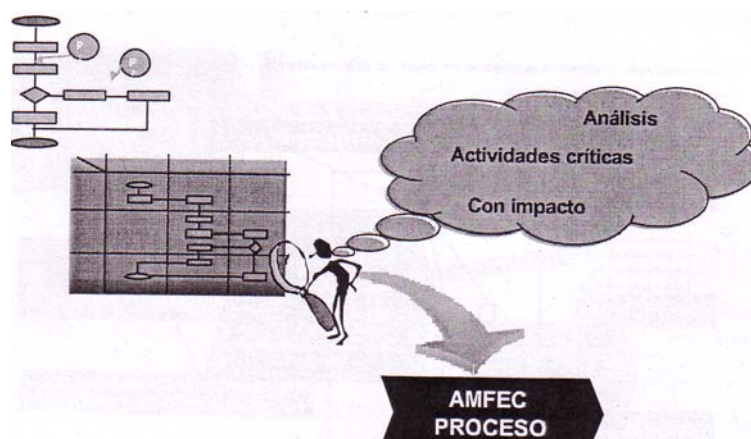 P
P
Análisis
Actividades críticas
Con impacto
AMFEC
PROCESO